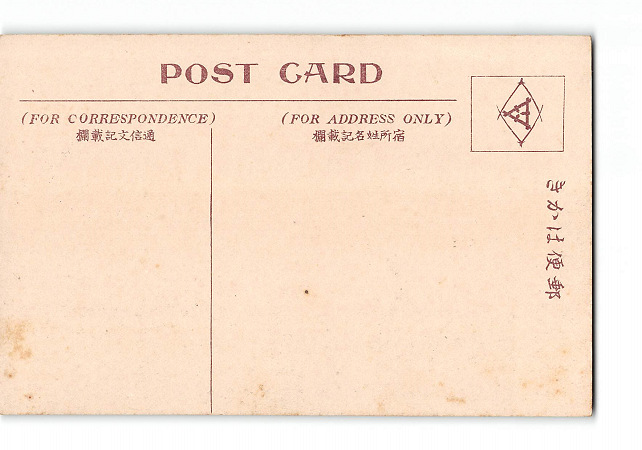 POST CARD
(FOR CORRESPONDENCE)
欄載記文信通
(FOR ADDRESS ONLY)
欄載記名姓所宿
きかは便郵